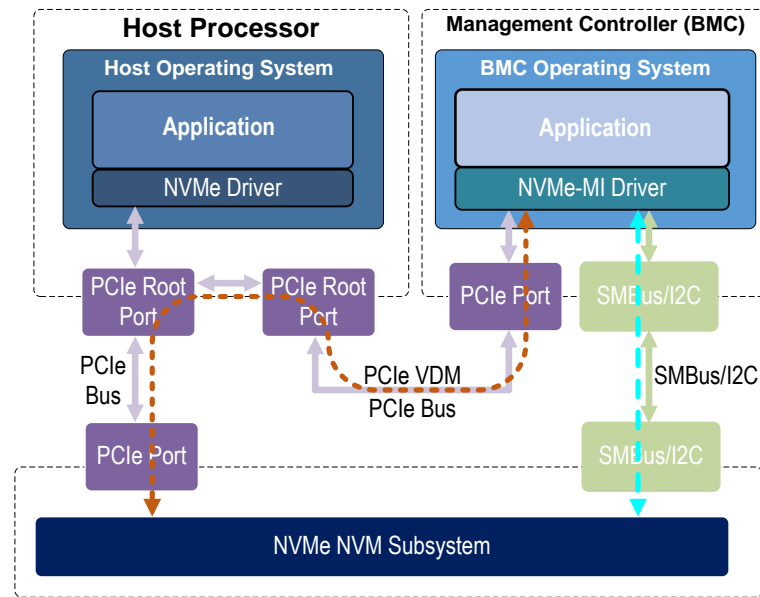 Host Processor
Host Operating System
Application
NVMe Driver
Management Controller (BMC)
BMC Operating System
Application
NVMe-MI Driver
PCIe Root
Port
PCIe Root
Port
PCIe Port
SMBus/I2C
PCIe
Bus
PCIe VDM
PCIe Bus
SMBus/I2C
PCIe Port
SMBus/I2C
NVMe NVM Subsystem